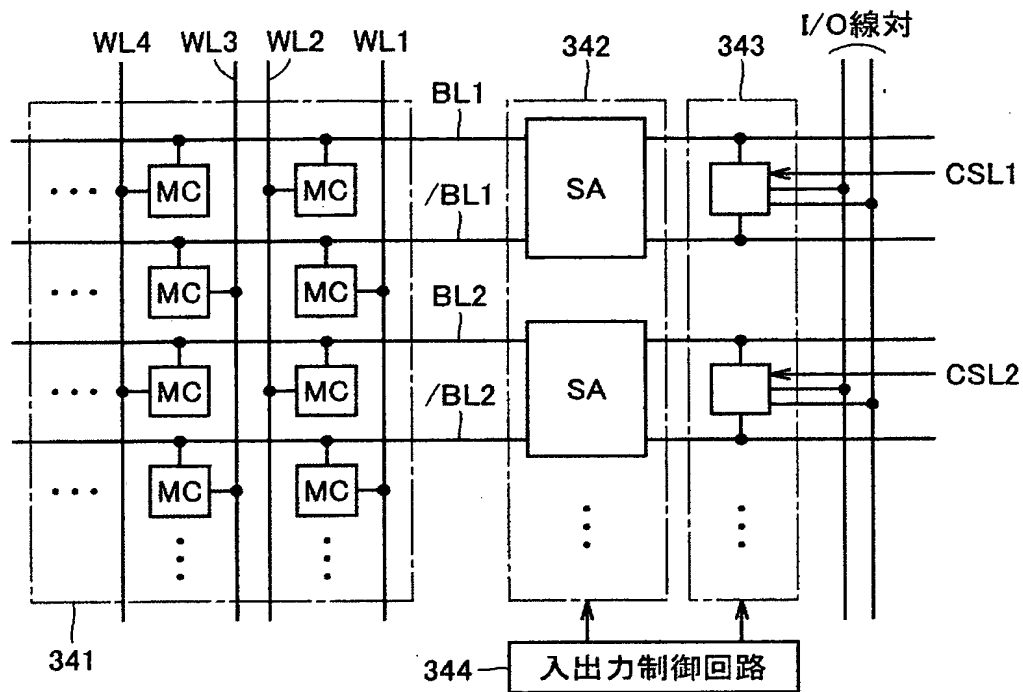 I/O線対
WL4 WL3 WL2 WL1 342 343
BL1
MC MC SA CSL1
/BL1
MC MC
BL2
MC MC SA CSL2
/BL2
MC MC
341
344 入出力制御回路